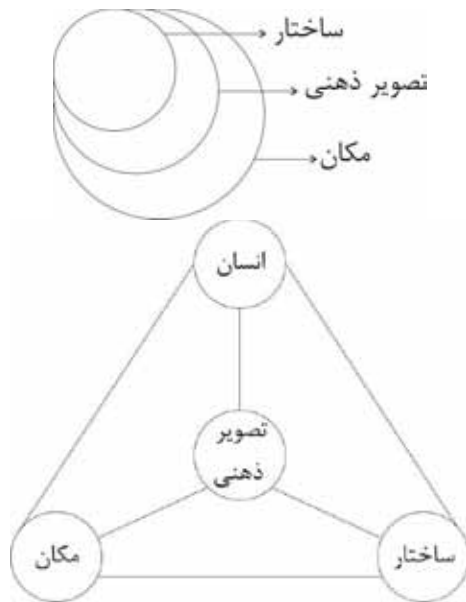 ساختار
تصویر ذهنی
مکان
انسان
تصویر
ذهنی
مکان
ساختار